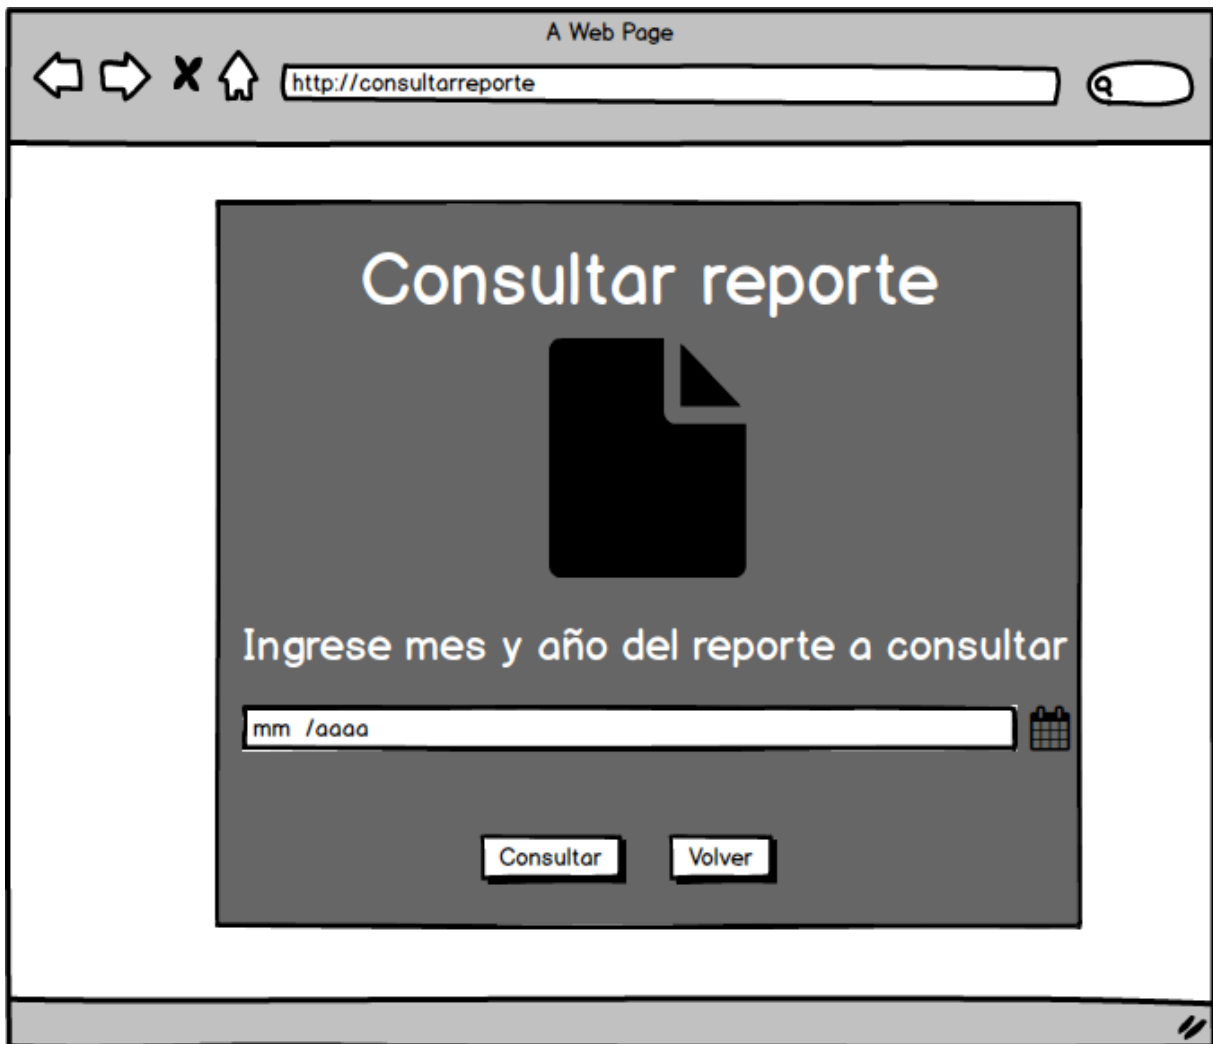 A Web Page
http://consultarreporte
Consultar reporte
Ingrese mes y año del reporte a consultar
mm /aaaa
Consultar Volver